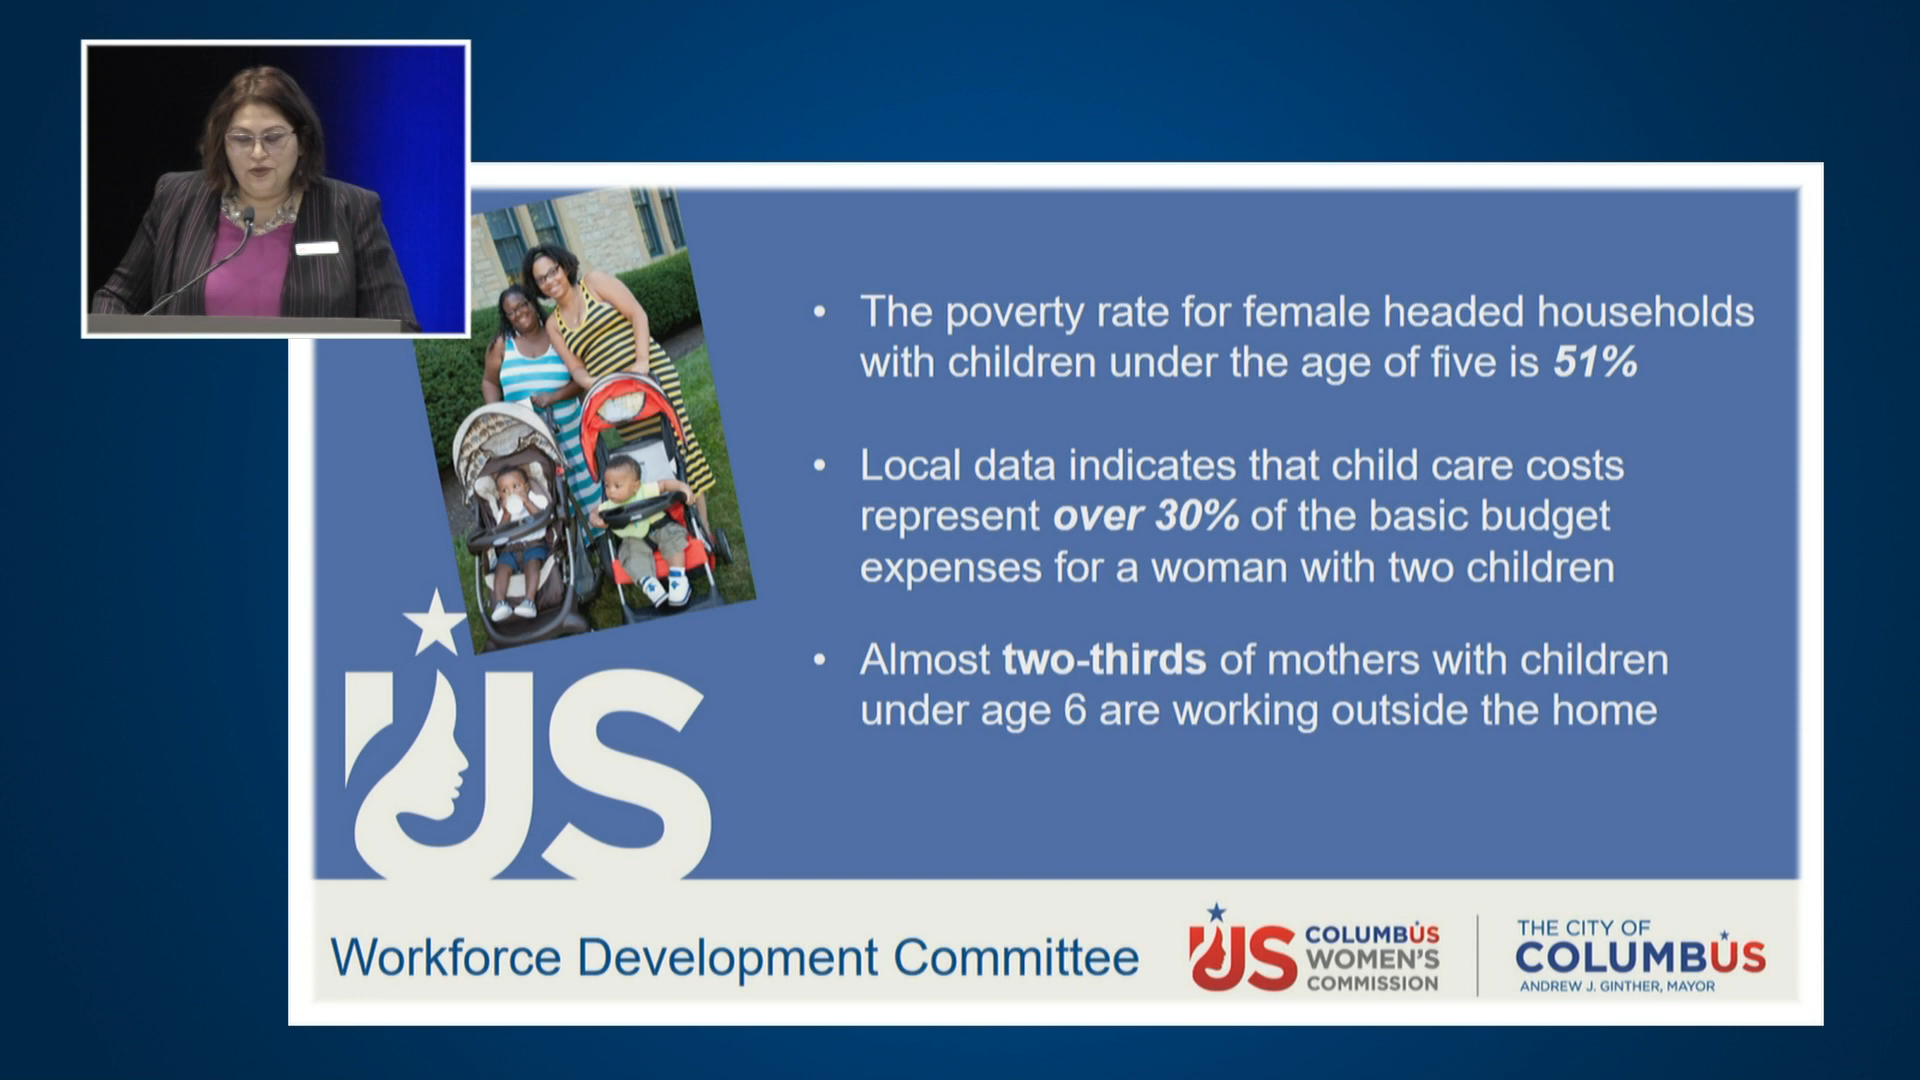 • The poverty rate for female headed households
with children under the age of five is 51%
• Local data indicates that child care costs
represent over 30% of the basic budget
expenses for a woman with two children
• Almost two-thirds of mothers with children
under age 6 are working outside the home
US
Workforce Development Committee
US
COLUMBUS
WOMEN'S
COMMISSION
THE CITY OF
COLUMBUS
ANDREW J. GINTHER, MAYOR